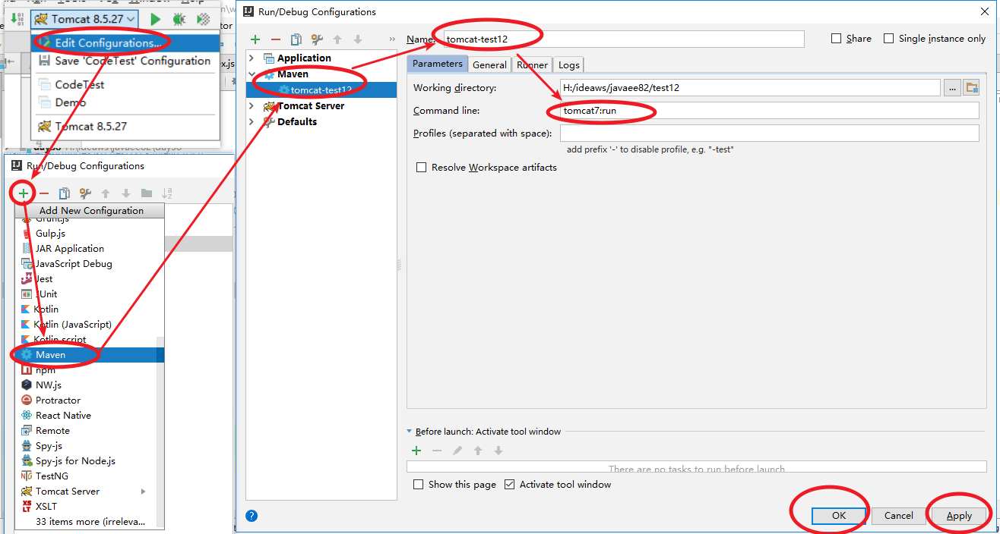 Tomcat 8.5.27
Edit Configurations...
Save 'CodeTest' Configuration
CodeTest
Demo
Tomcat 8.5.27
4
x.js
Run/Debug Configurations
Add New Configuration
Grunt.js
Gulp.js
JAR Application
JavaScript Debug
Jest
JUnit
Kotlin
Kotlin (JavaScript)
Kotlin script
Maven
npm
NW.js
Protractor
React Native
Remote
Spy-js
Spy-js for Node.js
TestNG
Tomcat Server
XSLT
33 items more (irreleva...
Run/Debug Configurations
Name: tomcat-test12
Share
Single instance only
Application
Maven
tomcat-test12
Tomcat Server
Defaults
Parameters General Runner Logs
Working directory: H:/ideaws/javaee82/test12 ...
Command line: tomcat7:run
Profiles (separated with space):
add prefix '-' to disable profile, e.g. "-test"
Resolve Workspace artifacts
Before launch: Activate tool window
There are no tasks to run before launch
Show this page Activate tool window
? OK Cancel Apply